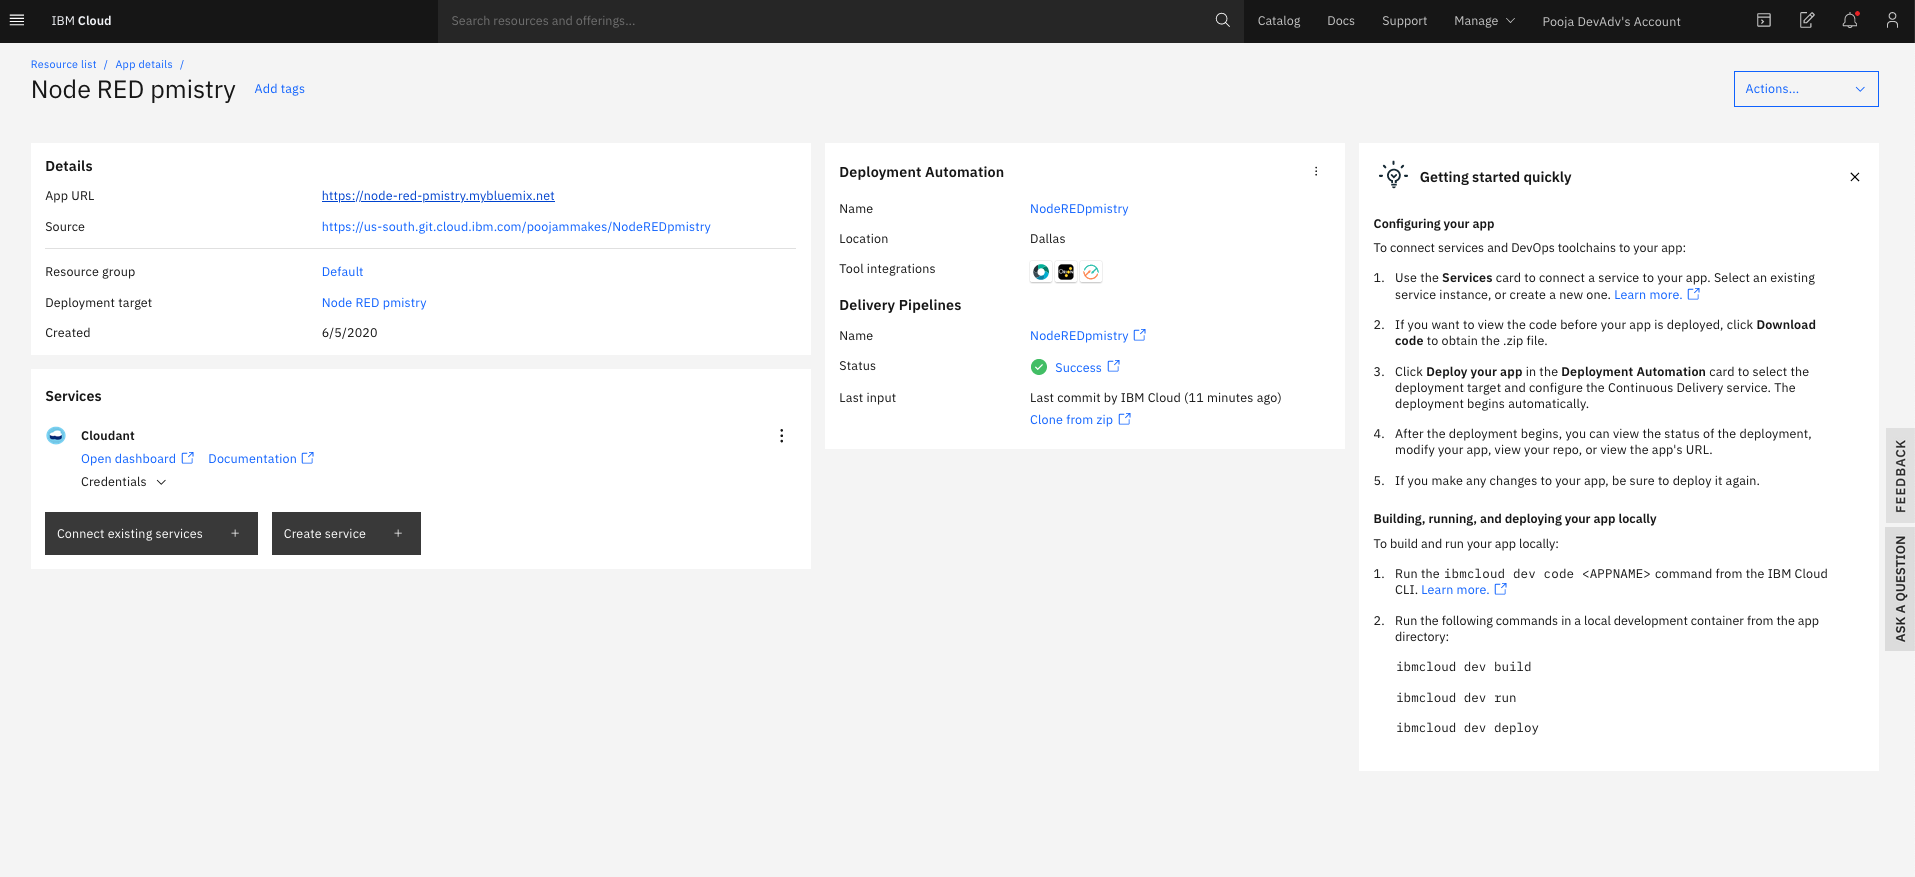 IBM Cloud
Search resources and offerings...
Catalog
Docs
Support
Manage
Pooja DevAdv's Account
Resource list / App details /
Node RED pmistry
Add tags
Actions...
Details
App URL https://node-red-pmistry.mybluemix.net
Source https://us-south.git.cloud.ibm.com/poojammakes/NodeREDpmistry
Resource group Default
Deployment target Node RED pmistry
Created 6/5/2020
Services
Cloudant
Open dashboard Documentation
Credentials
Connect existing services +
Create service +
Deployment Automation
Name NodeREDpmistry
Location Dallas
Tool integrations
Delivery Pipelines
Name NodeREDpmistry
Status Success
Last input Last commit by IBM Cloud (11 minutes ago)
Clone from zip
Getting started quickly
Configuring your app
To connect services and DevOps toolchains to your app:
1. Use the Services card to connect a service to your app. Select an existing
service instance, or create a new one. Learn more.
2. If you want to view the code before your app is deployed, click Download
code to obtain the .zip file.
3. Click Deploy your app in the Deployment Automation card to select the
deployment target and configure the Continuous Delivery service. The
deployment begins automatically.
4. After the deployment begins, you can view the status of the deployment,
modify your app, view your repo, or view the app's URL.
5. If you make any changes to your app, be sure to deploy it again.
Building, running, and deploying your app locally
To build and run your app locally:
1. Run the ibmcloud dev code <APPNAME> command from the IBM Cloud
CLI. Learn more.
2. Run the following commands in a local development container from the app
directory:
ibmcloud dev build
ibmcloud dev run
ibmcloud dev deploy
FEEDBACK
ASK A QUESTION